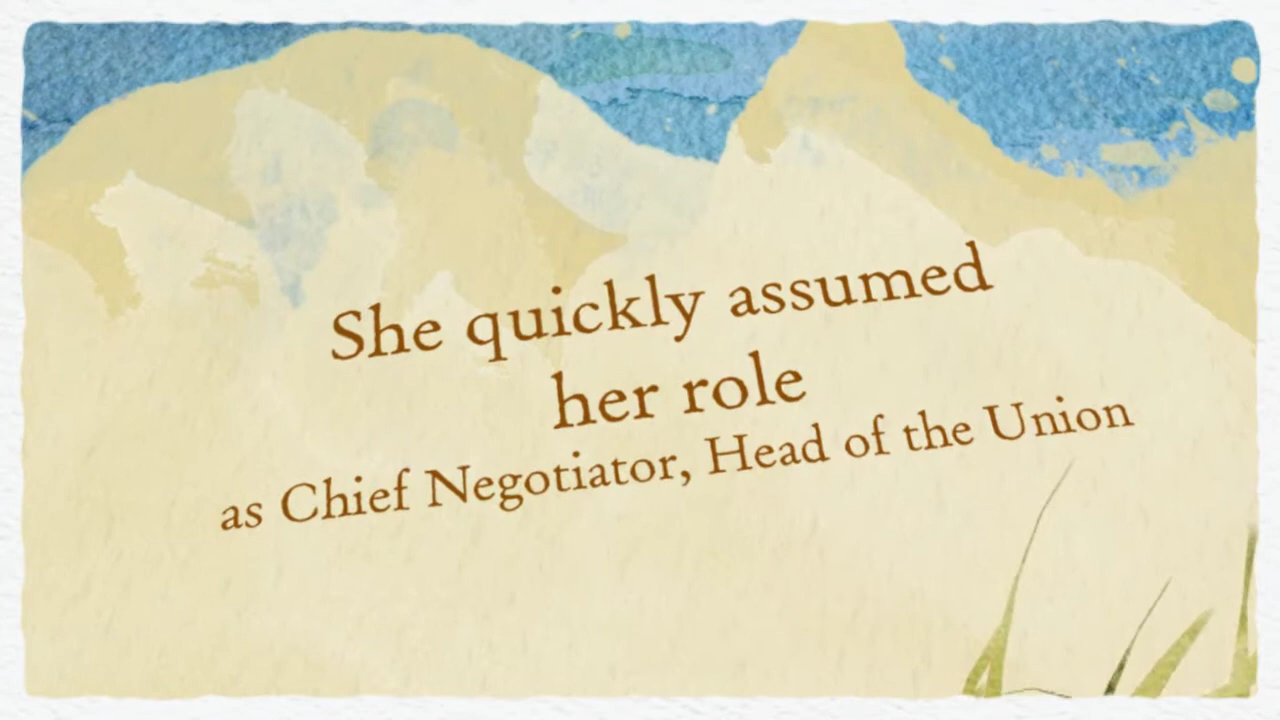 She quickly assumed
her role
as Chief Negotiator, Head of the Union